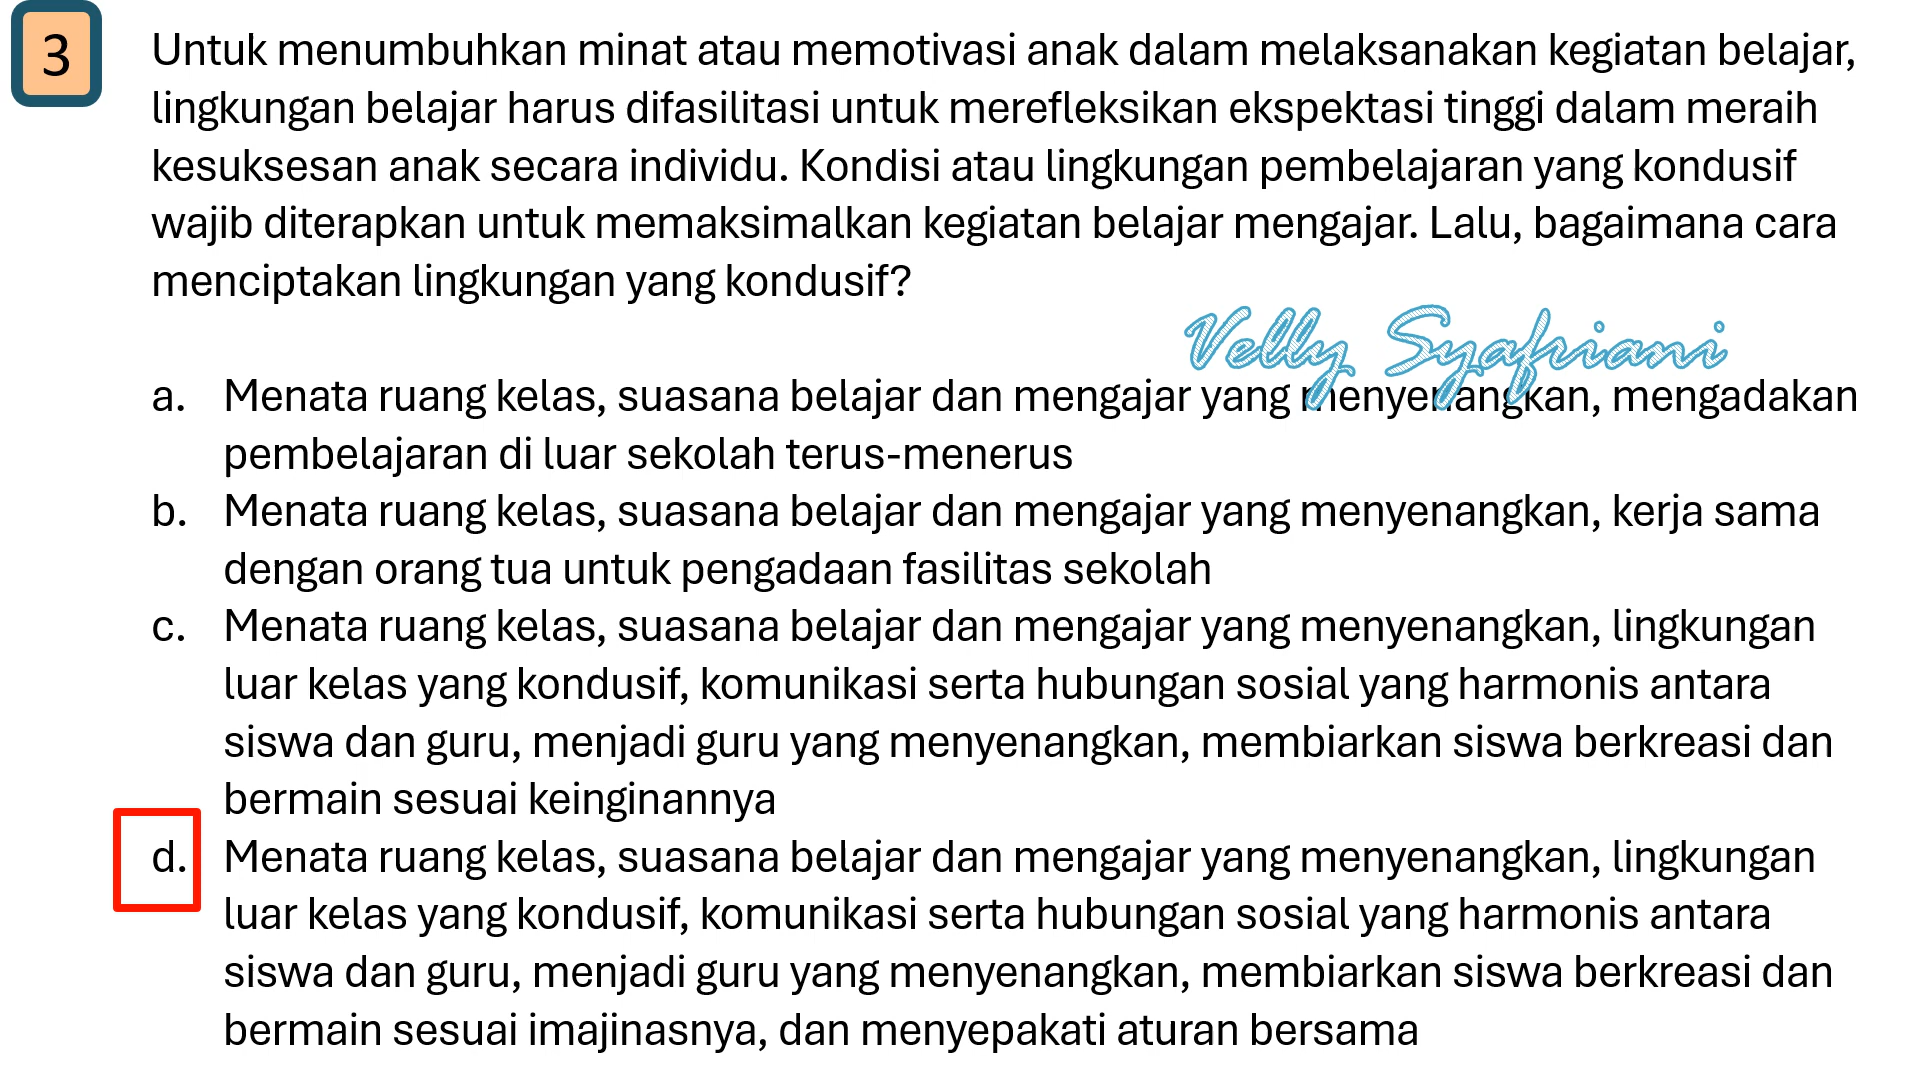 3
Untuk menumbuhkan minat atau memotivasi anak dalam melaksanakan kegiatan belajar,
lingkungan belajar harus difasilitasi untuk merefleksikan ekspektasi tinggi dalam meraih
kesuksesan anak secara individu. Kondisi atau lingkungan pembelajaran yang kondusif
wajib diterapkan untuk memaksimalkan kegiatan belajar mengajar. Lalu, bagaimana cara
menciptakan lingkungan yang kondusif?
Velly Syafriani
a. Menata ruang kelas, suasana belajar dan mengajar yang menyenangkan, mengadakan
pembelajaran di luar sekolah terus-menerus
b. Menata ruang kelas, suasana belajar dan mengajar yang menyenangkan, kerja sama
dengan orang tua untuk pengadaan fasilitas sekolah
c. Menata ruang kelas, suasana belajar dan mengajar yang menyenangkan, lingkungan
luar kelas yang kondusif, komunikasi serta hubungan sosial yang harmonis antara
siswa dan guru, menjadi guru yang menyenangkan, membiarkan siswa berkreasi dan
bermain sesuai keinginannya
d. Menata ruang kelas, suasana belajar dan mengajar yang menyenangkan, lingkungan
luar kelas yang kondusif, komunikasi serta hubungan sosial yang harmonis antara
siswa dan guru, menjadi guru yang menyenangkan, membiarkan siswa berkreasi dan
bermain sesuai imajinasnya, dan menyepakati aturan bersama